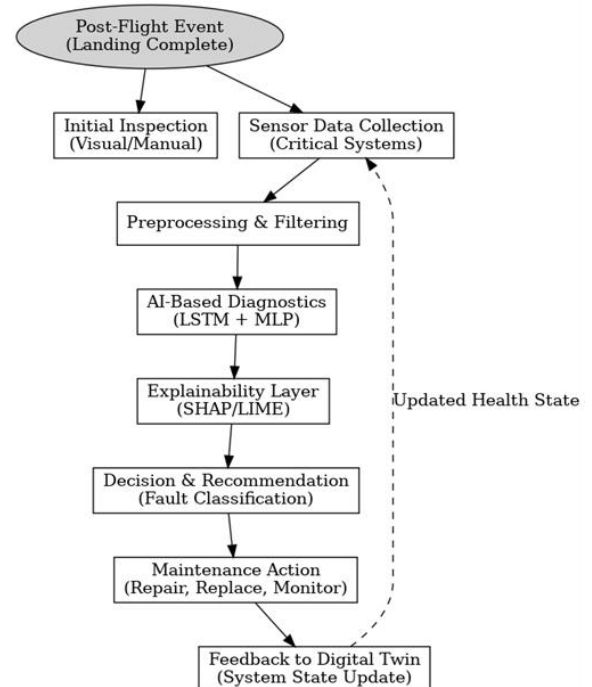 Post-Flight Event
(Landing Complete)
Initial Inspection
(Visual/Manual)
Sensor Data Collection
(Critical Systems)
Preprocessing & Filtering
AI-Based Diagnostics
(LSTM + MLP)
Explainability Layer
(SHAP/LIME)
Updated Health State
Decision & Recommendation
(Fault Classification)
Maintenance Action
(Repair, Replace, Monitor)
Feedback to Digital Twin
(System State Update)